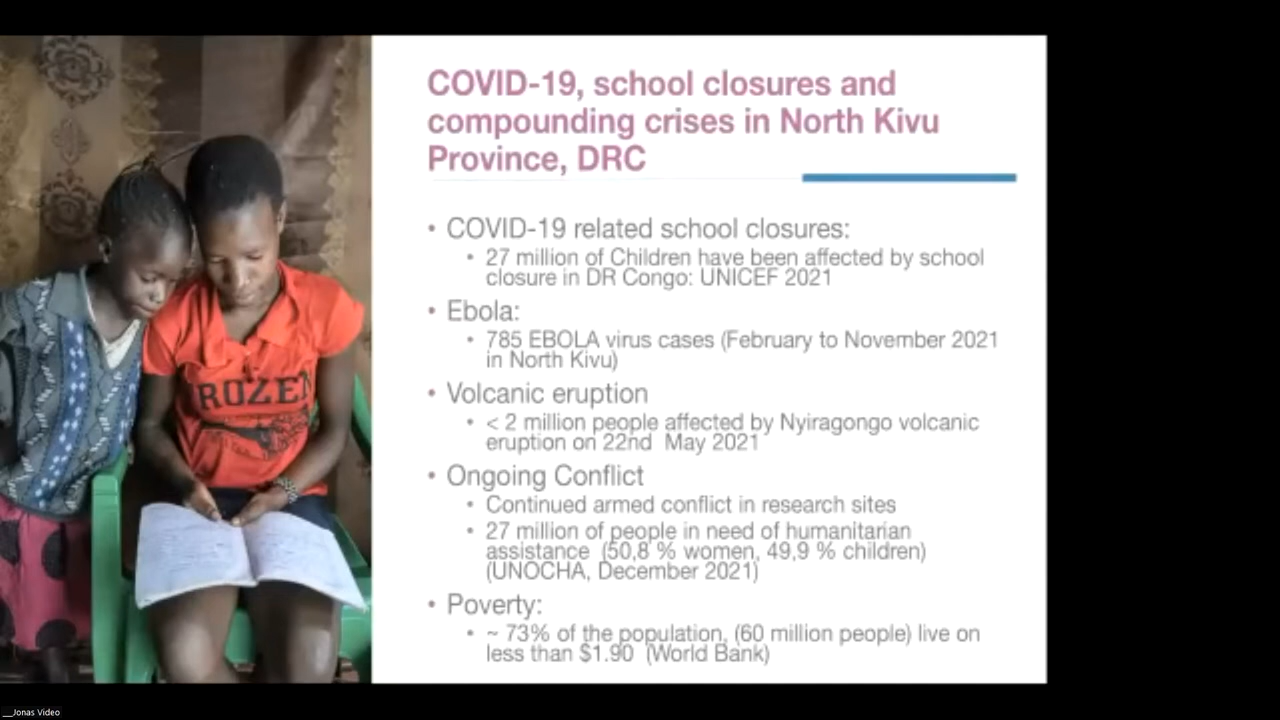 COVID-19, school closures and
compounding crises in North Kivu
Province, DRC
• COVID-19 related school closures:
• 27 million of Children have been affected by school
closure in DR Congo: UNICEF 2021
• Ebola:
• 785 EBOLA virus cases (February to November 2021
in North Kivu)
• Volcanic eruption
• < 2 million people affected by Nyiragongo volcanic
eruption on 22nd  May 2021
• Ongoing Conflict
• Continued armed conflict in research sites
• 27 million of people in need of humanitarian
assistance  (50,8 % women, 49,9 % children)
(UNOCHA, December 2021)
• Poverty:
• ~ 73% of the population, (60 million people) live on
less than $1.90  (World Bank)
ROZEN
__Jonas Video